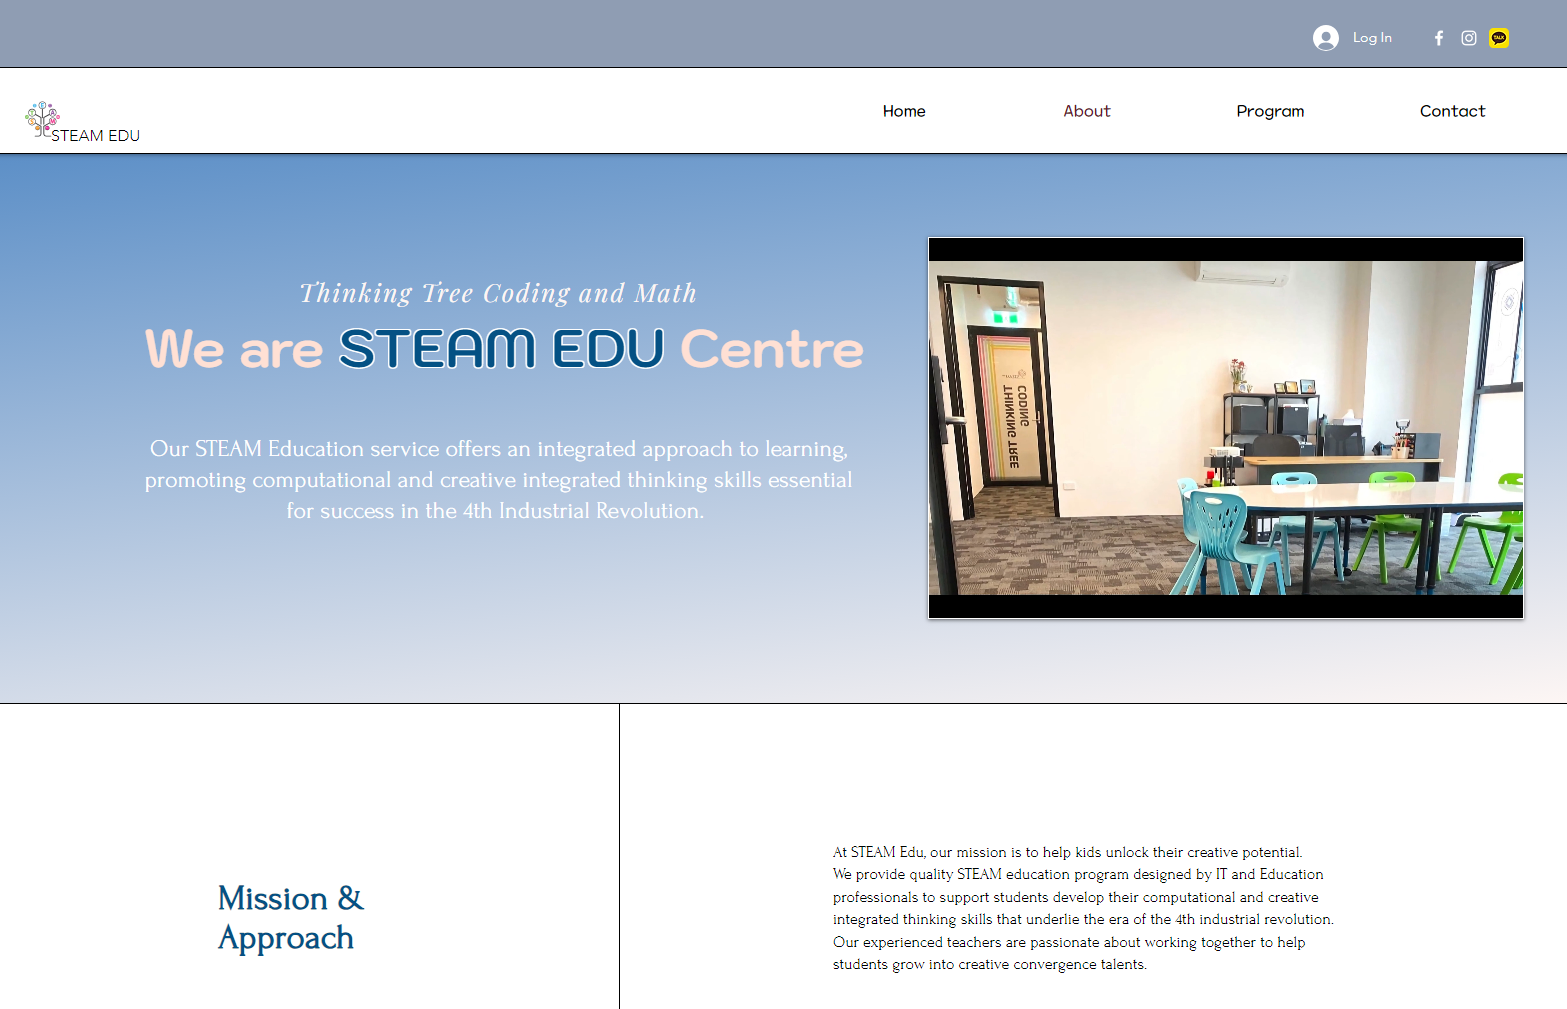 Log In
TALK
STEAM EDU
Home
About
Program
Contact
Thinking Tree Coding and Math
We are STEAM EDU Centre
Our STEAM Education service offers an integrated approach to learning,
promoting computational and creative integrated thinking skills essential
for success in the 4th Industrial Revolution.
THINKING TREE
CODING
Mission &
Approach
At STEAM Edu, our mission is to help kids unlock their creative potential.
We provide quality STEAM education program designed by IT and Education
professionals to support students develop their computational and creative
integrated thinking skills that underlie the era of the 4th industrial revolution.
Our experienced teachers are passionate about working together to help
students grow into creative convergence talents.